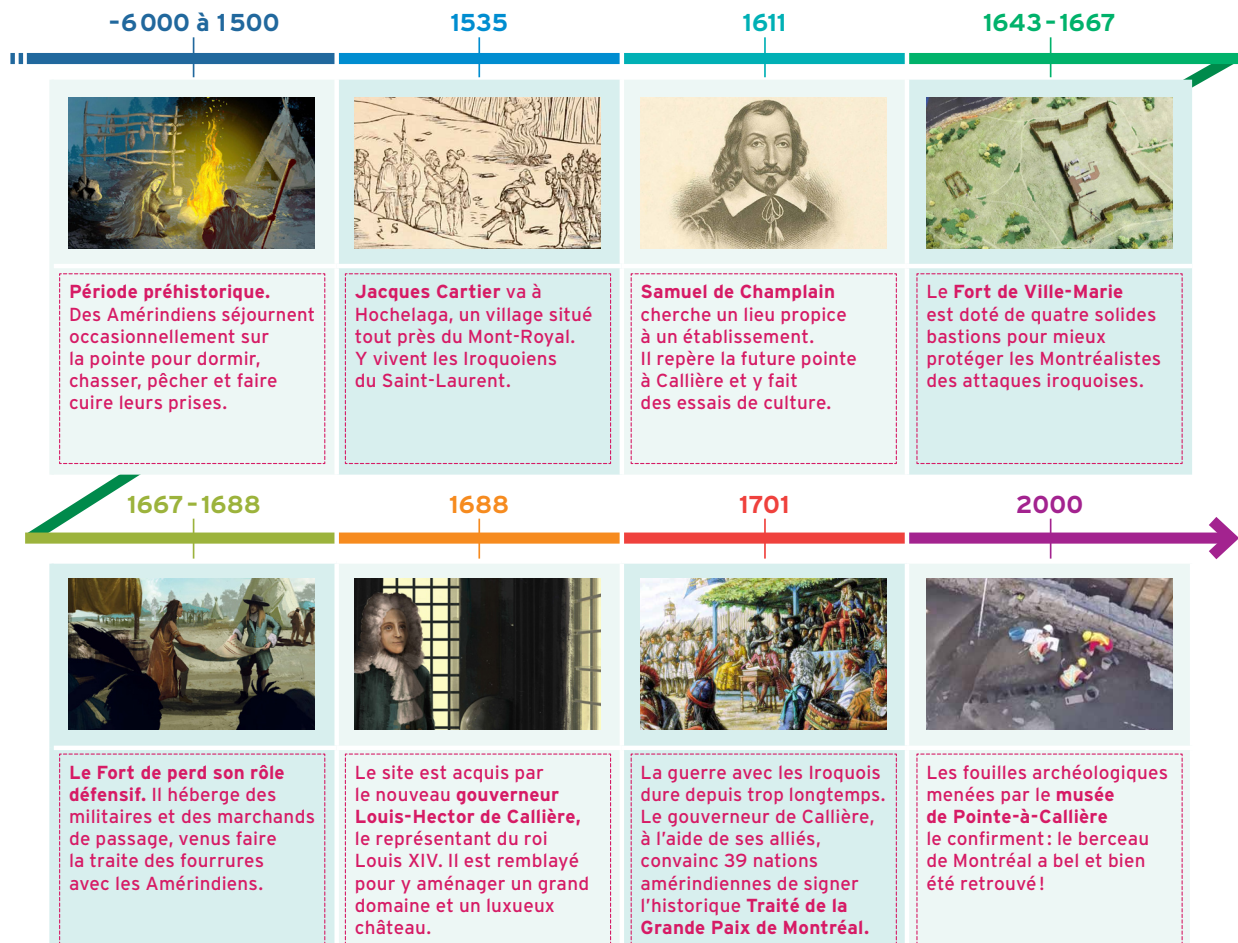 -6 000 à 1 500
1535
1611
1643 - 1667
Période préhistorique.
Des Amérindiens séjournent
occasionnellement sur
la pointe pour dormir,
chasser, pêcher et faire
cuire leurs prises.
Jacques Cartier va à
Hochelaga, un village situé
tout près du Mont-Royal.
Y vivent les Iroquoiens
du Saint-Laurent.
Samuel de Champlain
cherche un lieu propice
à un établissement.
Il repère la future pointe
à Callière et y fait
des essais de culture.
Le Fort de Ville-Marie
est doté de quatre solides
bastions pour mieux
protéger les Montréalistes
des attaques iroquoises.
1667 - 1688
1688
1701
2000
Le Fort de perd son rôle
défensif. Il héberge des
militaires et des marchands
de passage, venus faire
la traite des fourrures
avec les Amérindiens.
Le site est acquis par
le nouveau gouverneur
Louis-Hector de Callière,
le représentant du roi
Louis XIV. Il est remblayé
pour y aménager un grand
domaine et un luxueux
château.
La guerre avec les Iroquois
dure depuis trop longtemps.
Le gouverneur de Callière,
à l'aide de ses alliés,
convainc 39 nations
amérindiennes de signer
l'historique Traité de la
Grande Paix de Montréal.
Les fouilles archéologiques
menées par le musée
de Pointe-à-Callière
le confirment : le berceau
de Montréal a bel et bien
été retrouvé !